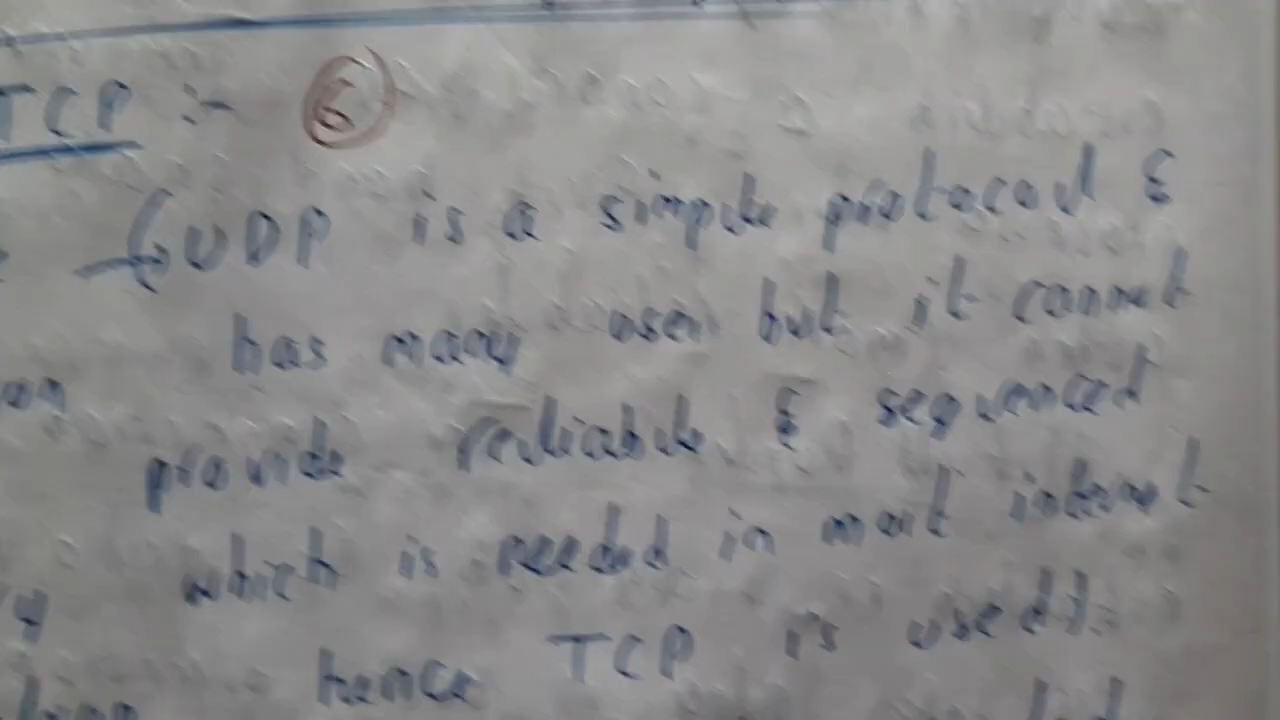 TCP :- 6
{UDP is a simple protocol &
has many uses but it cannot
provide reliable & sequenced
which is needed in most internet
hence TCP is used}.